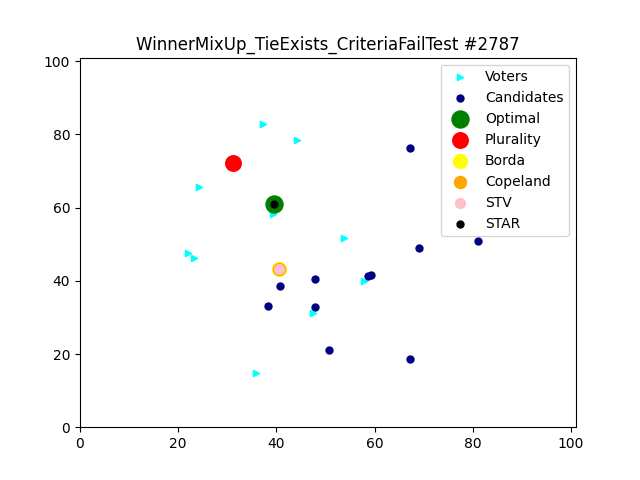 WinnerMixUp_TieExists_CriteriaFailTest #2787
100
80
60
40
20
0
0
20
40
60
80
100
Voters
Candidates
Optimal
Plurality
Borda
Copeland
STV
STAR